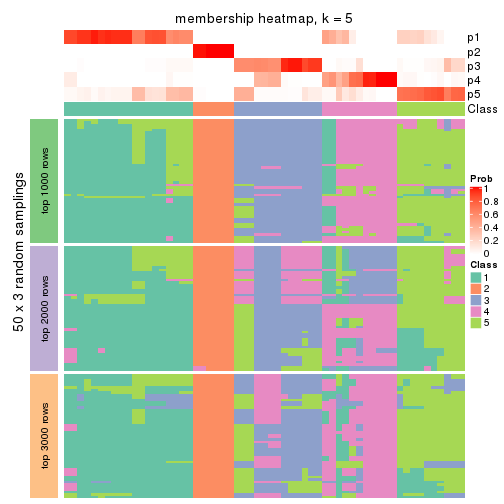 membership heatmap, k = 5
p1
p2
p3
p4
p5
Class
50 x 3 random samplings
top 1000 rows
top 2000 rows
top 3000 rows
Prob
1
0.8
0.6
0.4
0.2
0
Class
1
2
3
4
5